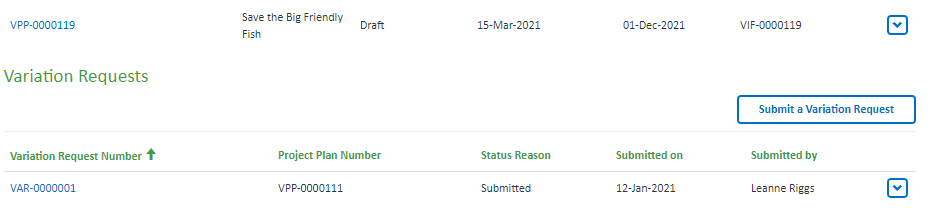 VPP-0000119 Save the Big Friendly Fish Draft 15-Mar-2021 01-Dec-2021 VIF-0000119
Variation Requests
Submit a Variation Request
Variation Request Number Project Plan Number Status Reason Submitted on Submitted by
VAR-0000001 VPP-0000111 Submitted 12-Jan-2021 Leanne Riggs